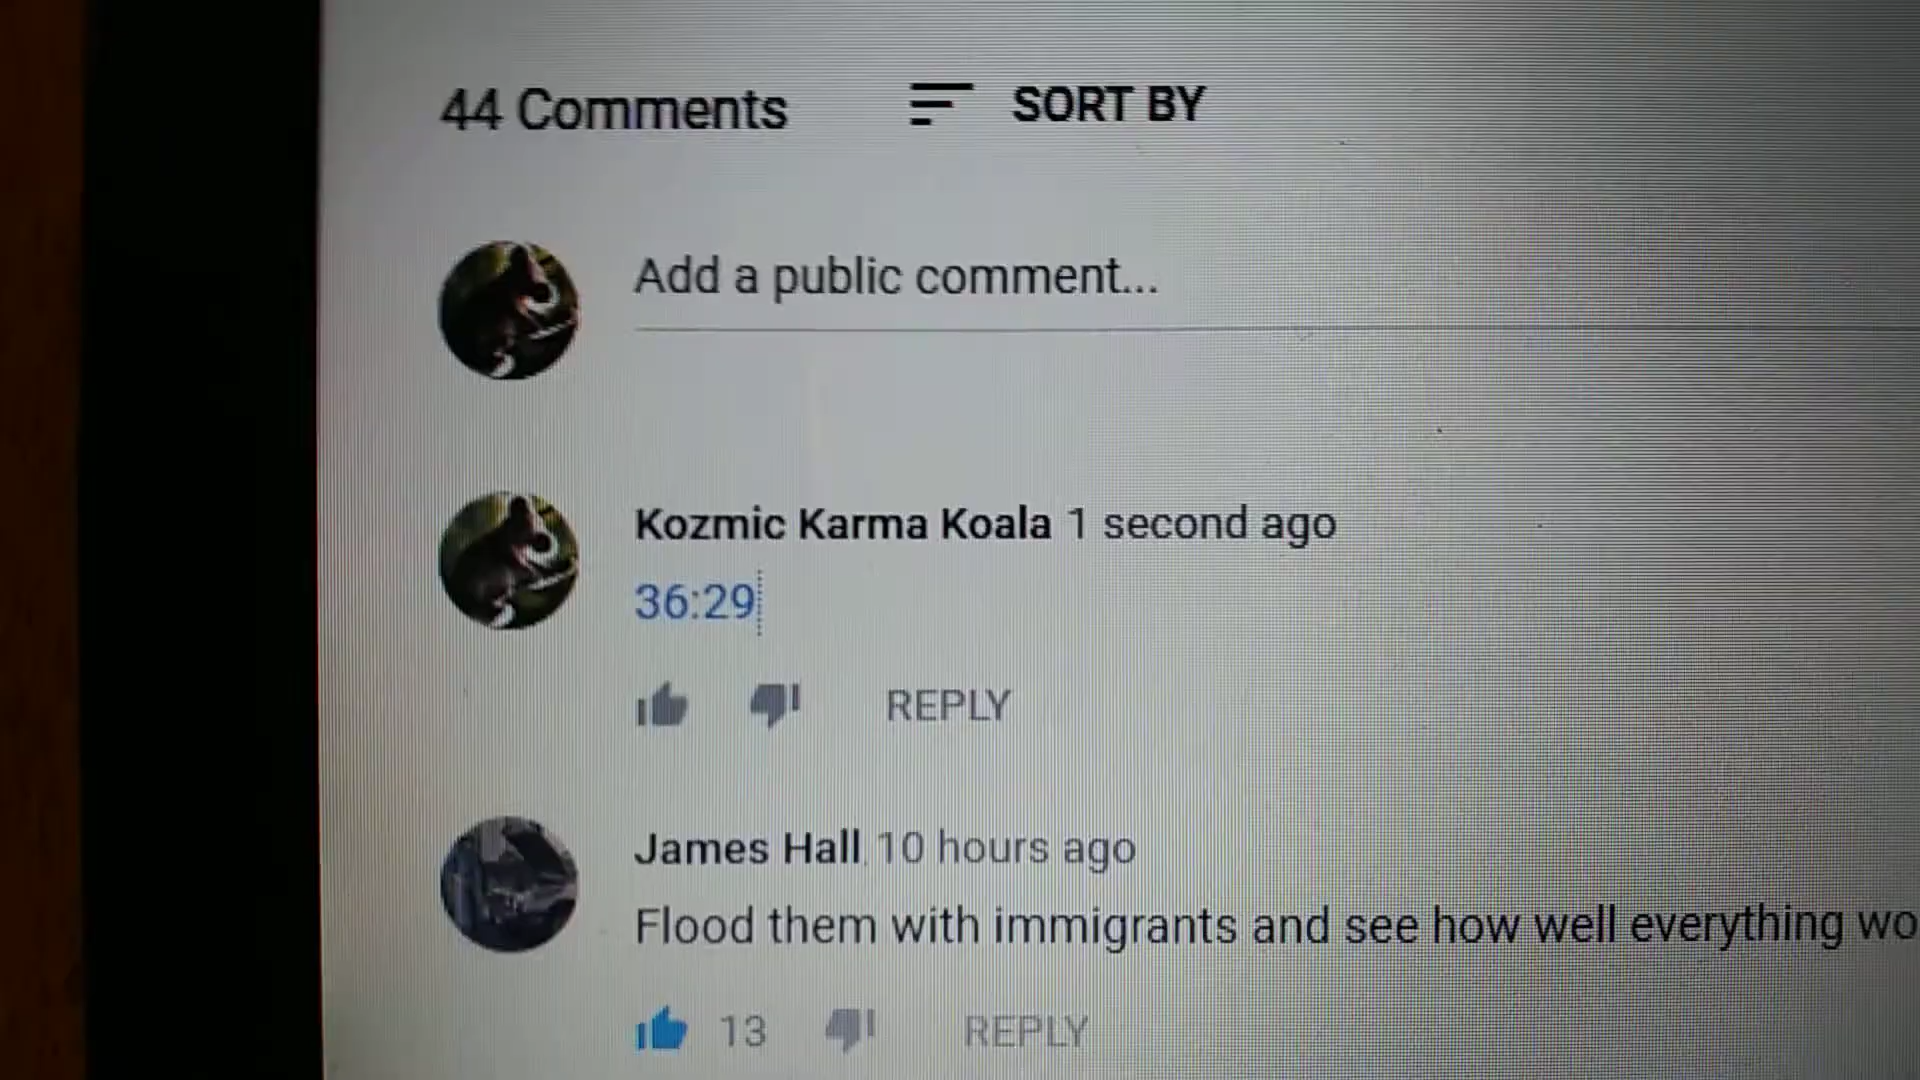 44 Comments
SORT BY
Add a public comment...
Kozmic Karma Koala 1 second ago
36:29
REPLY
James Hall 10 hours ago
Flood them with immigrants and see how well everything wo
13
REPLY